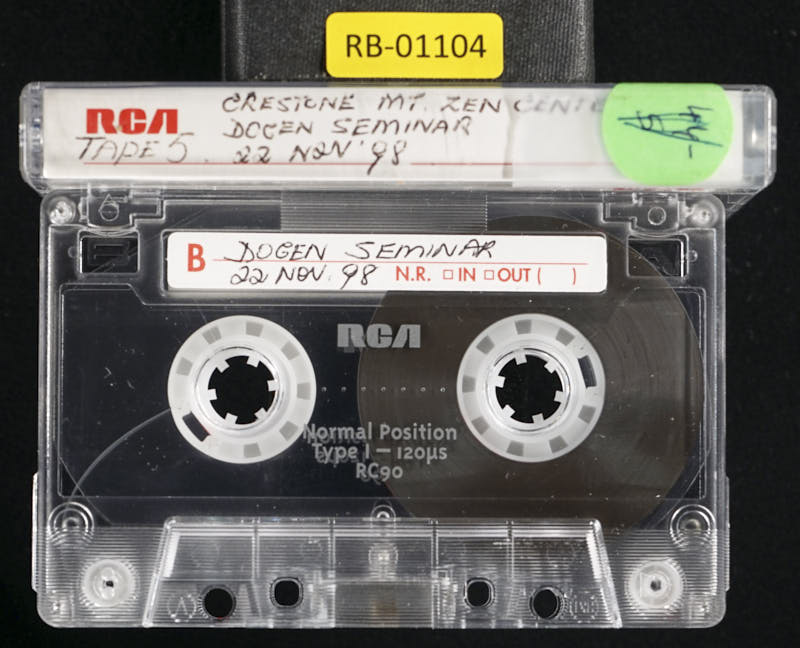 RB-01104
CRESTONE MT. ZEN CENTE
RCA
DOGEN SEMINAR
TAPE 5. 22 NOV '98
B DOGEN SEMINAR
22 NOV. 98 N.R. □IN □OUT ( )
RCA
Normal Position
Type I — 120µs
RC90